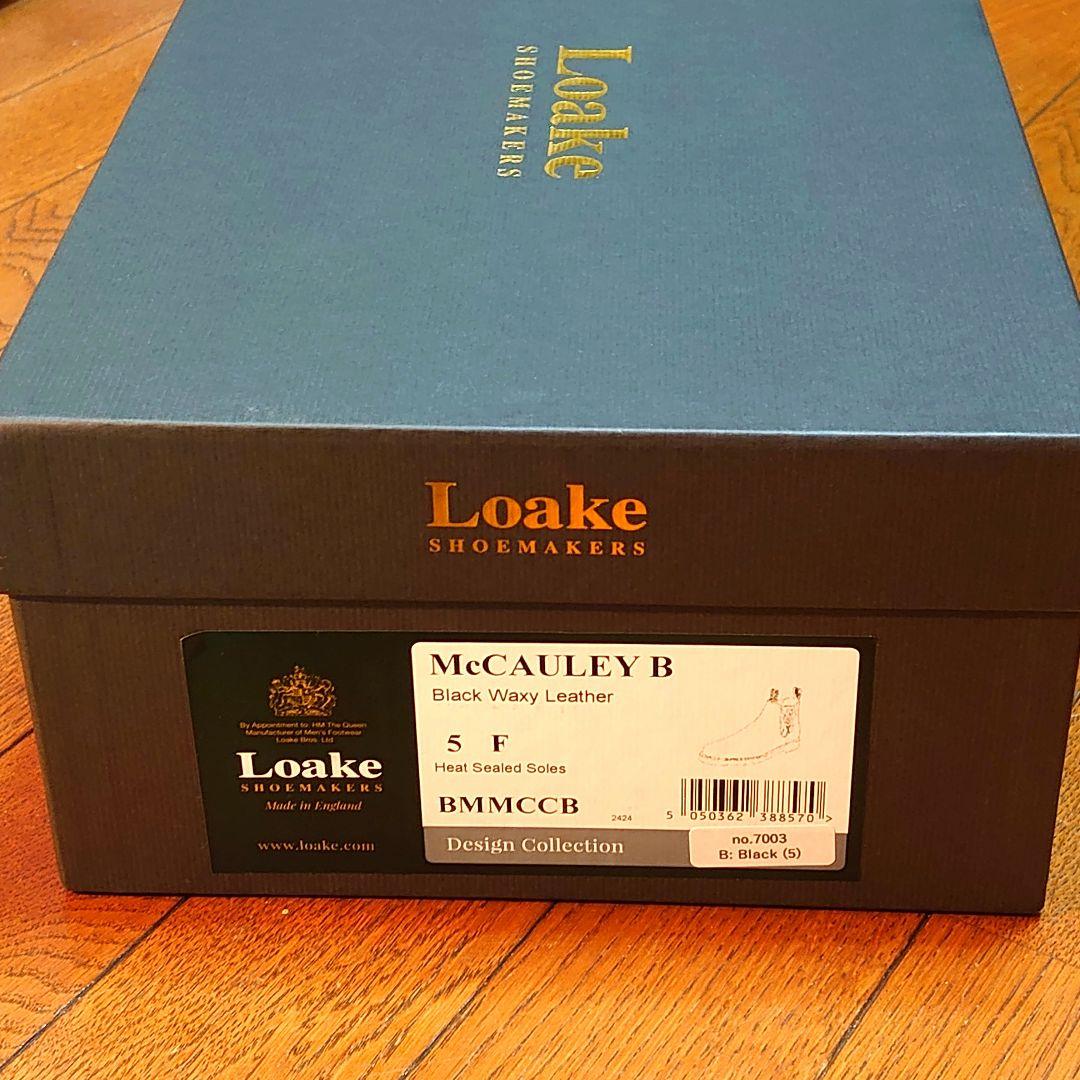 Loake
SHOEMAKERS
Loake
SHOEMAKERS
By Appointment to: HM The Queen
Manufacturer of Men's Footwear
Loake Bros. Ltd
Loake
SHOEMAKERS
Made in England
www.loake.com
McCAULEY B
Black Waxy Leather
5 F
Heat Sealed Soles
BMMCCB
2424
5 050362 388570 >
Design Collection
no.7003
B: Black (5)